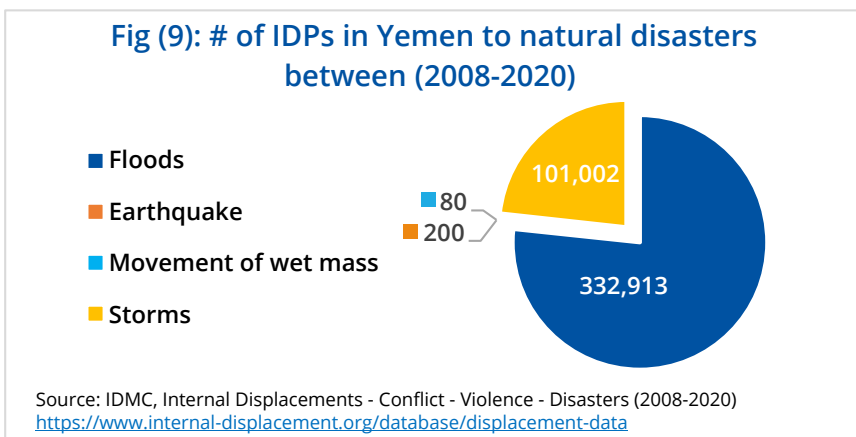 Fig (9): # of IDPs in Yemen to natural disasters
between (2008-2020)
Floods
Earthquake
Movement of wet mass
Storms
101,002
80
200
332,913
Source: IDMC, Internal Displacements - Conflict - Violence - Disasters (2008-2020)
https://www.internal-displacement.org/database/displacement-data